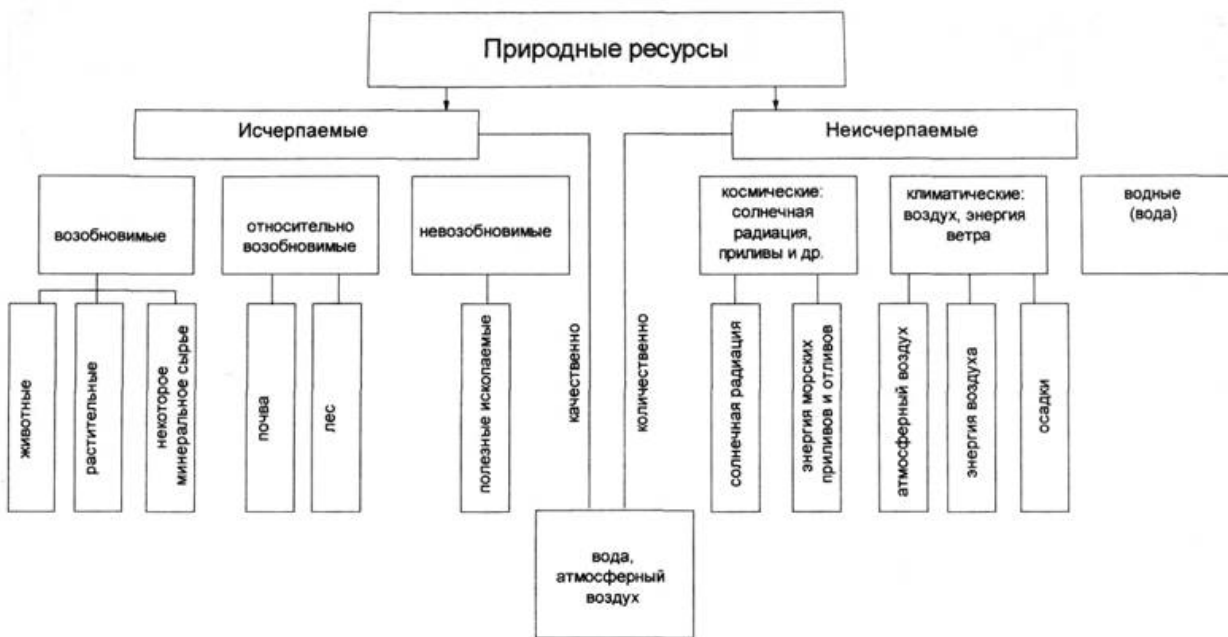 Природные ресурсы
Исчерпаемые
Неисчерпаемые
возобновимые
относительно
возобновимые
невозобновимые
космические:
солнечная
радиация,
приливы и др.
климатические:
воздух, энергия
ветра
водные
(вода)
животные
растительные
некоторое
минеральное сырье
почва
лес
полезные ископаемые
качественно
количественно
солнечная радиация
энергия морских
приливов и отливов
атмосферный воздух
энергия воздуха
осадки
вода,
атмосферный
воздух